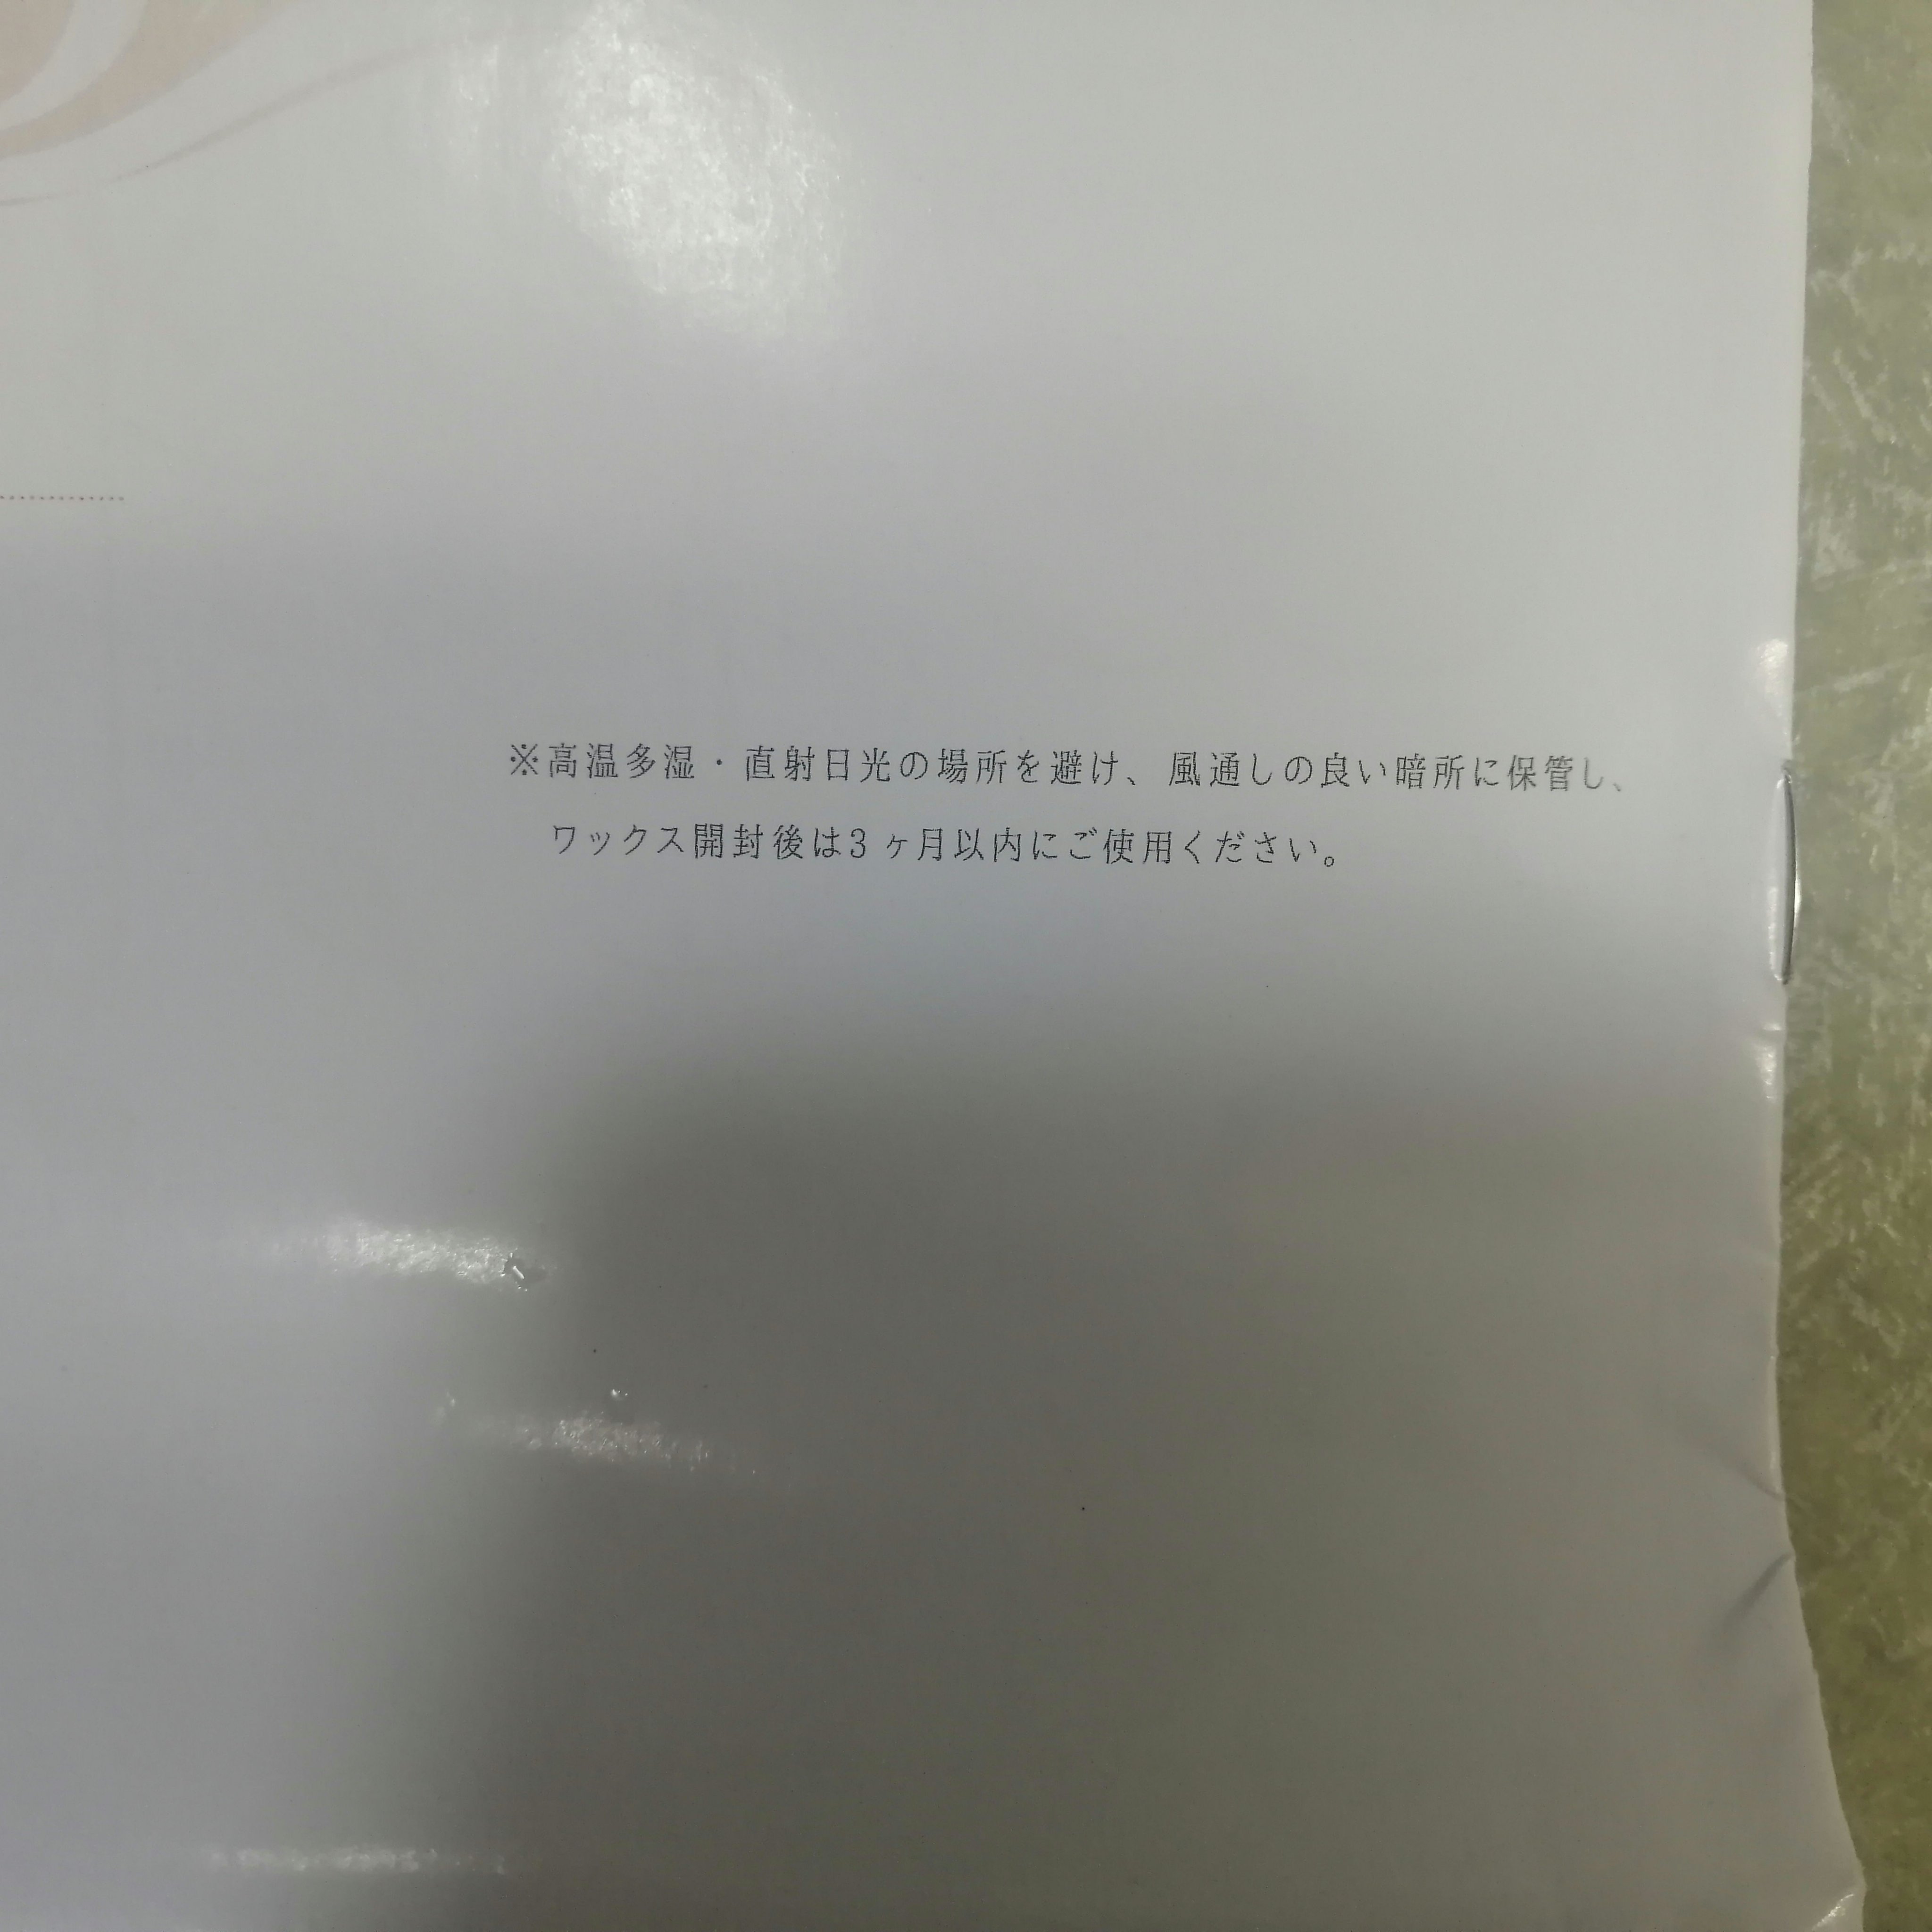 ※高温多湿・直射日光の場所を避け、風通しの良い暗所に保管し、
ワックス開封後は3ヶ月以内にご使用ください。